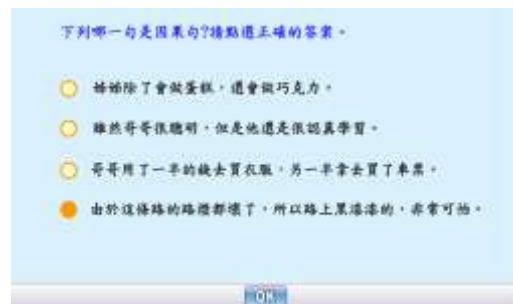 下列哪一句是因果句?請點選正確的答案。
姊姊除了會做蛋糕，還會做巧克力。
雖然哥哥很聰明，但是他還是很認真學習。
哥哥用了一半的錢去買衣服，另一半拿去買了車票。
由於這條路的路燈都壞了，所以路上黑漆漆的，非常可怕。
OK